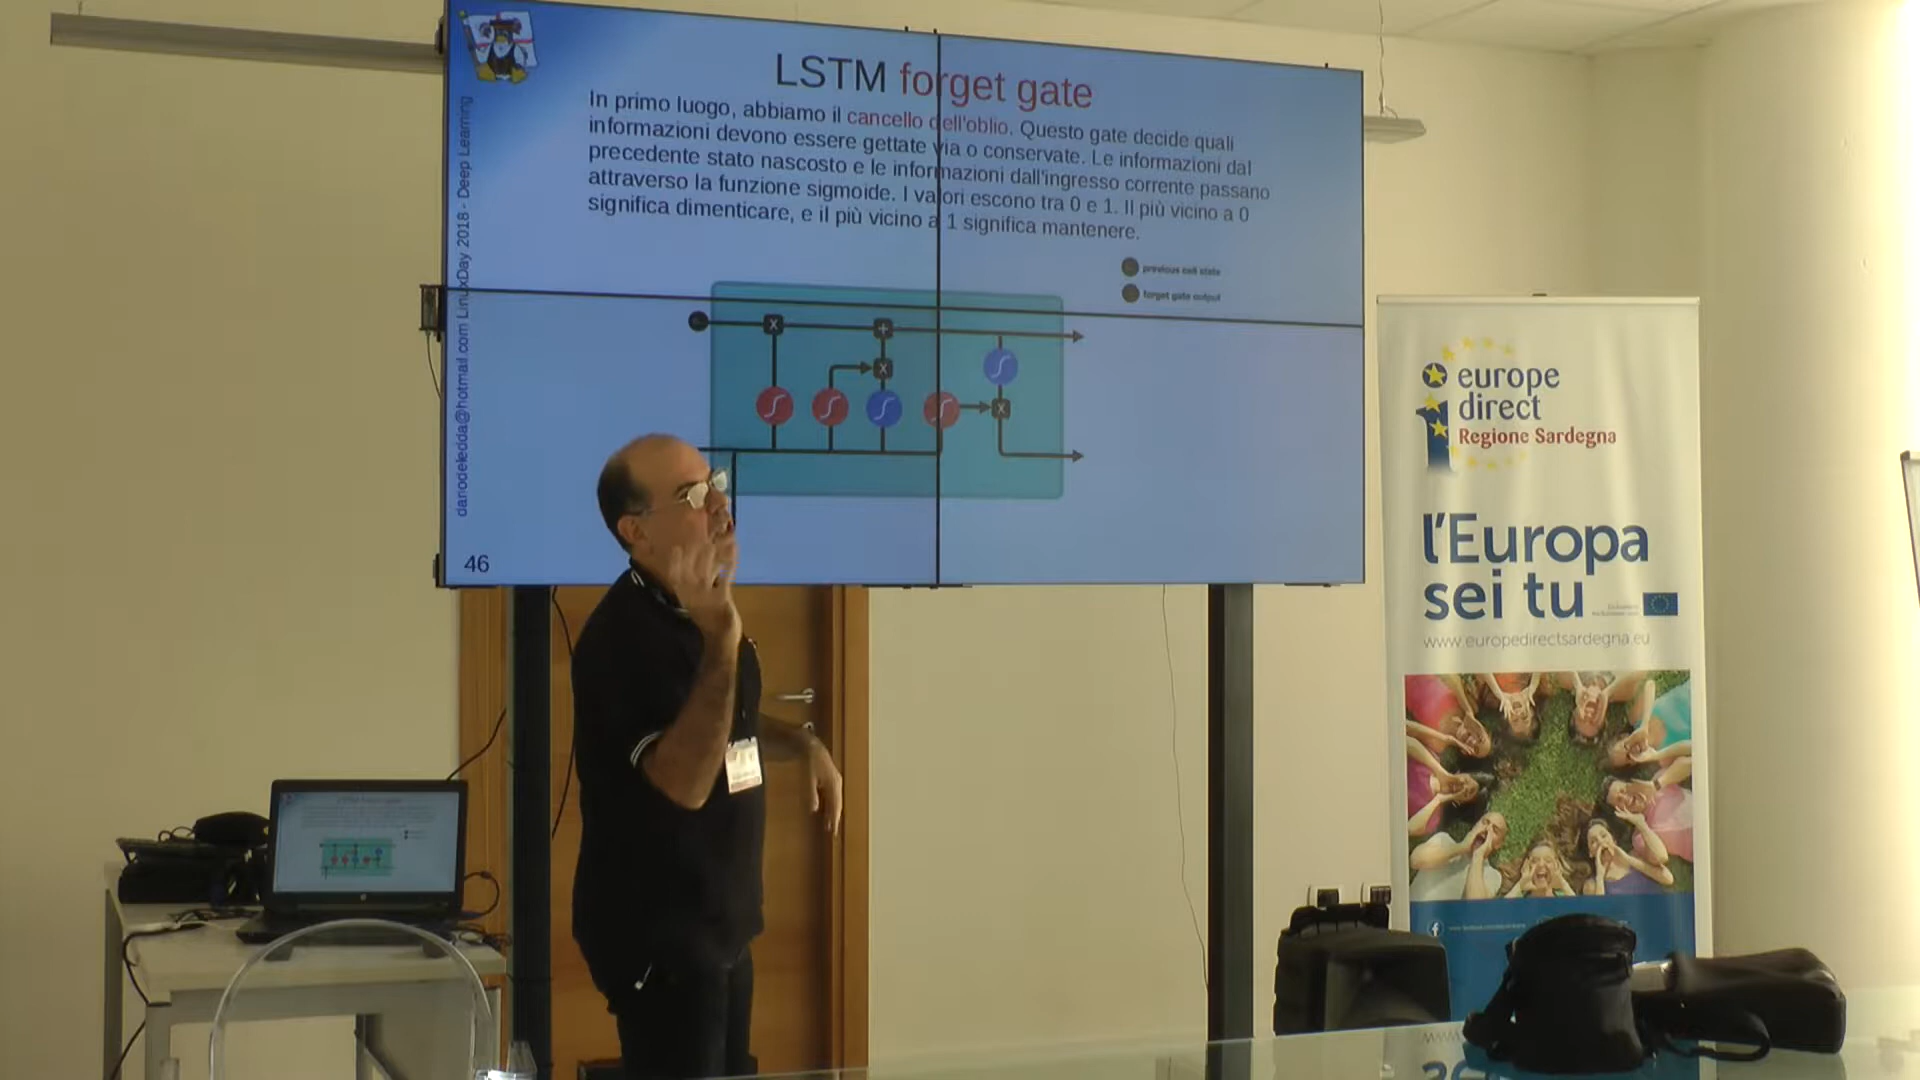 LSTM forget gate
In primo luogo, abbiamo il cancello dell'oblio. Questo gate decide quali
informazioni devono essere gettate via o conservate. Le informazioni dal
precedente stato nascosto e le informazioni dall'ingresso corrente passano
attraverso la funzione sigmoide. I valori escono tra 0 e 1. Il più vicino a 0
significa dimenticare, e il più vicino a 1 significa mantenere.
previous cell state
forget gate output
dariodeledda@hotmail.com LinuxDay 2018 - Deep Learning
46
europe
direct
Regione Sardegna
l'Europa
sei tu
www.europedirectsardegna.eu